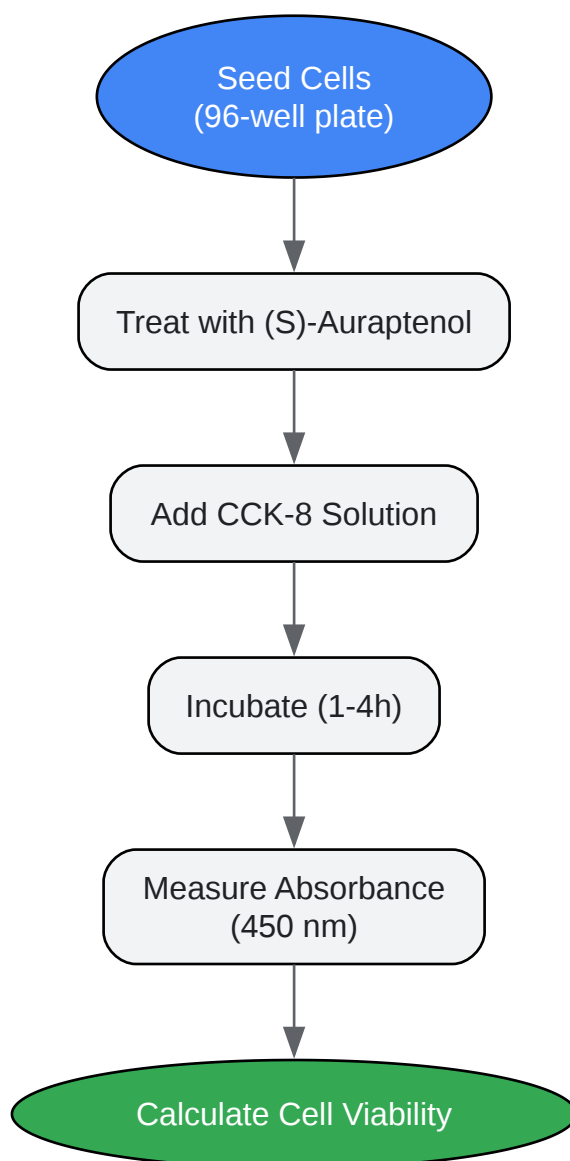 Seed Cells
(96-well plate)
Treat with (S)-Auraptenol
Add CCK-8 Solution
Incubate (1-4h)
Measure Absorbance
(450 nm)
Calculate Cell Viability